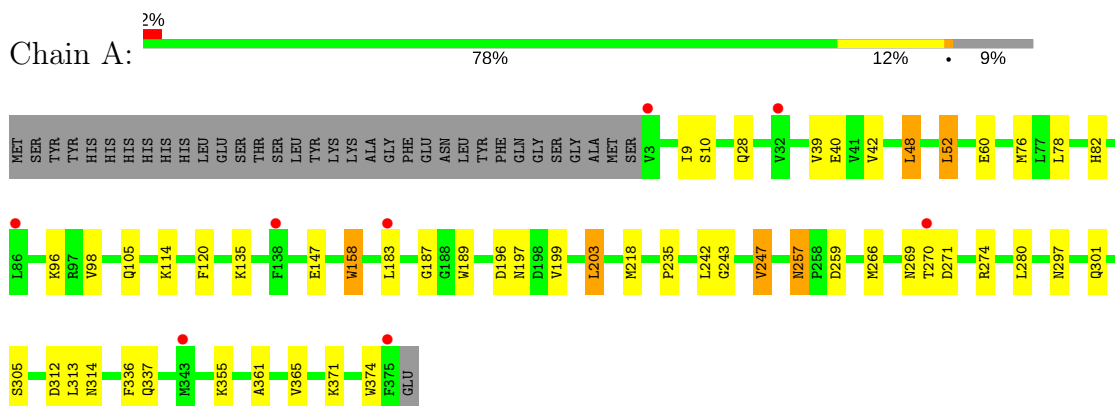 2%
Chain A:
78% 12% • 9%
MET SER TYR TYR HIS HIS HIS HIS HIS HIS LEU GLU SER THR SER LEU TYR LYS LYS ALA GLY PHE GLU ASN LEU TYR PHE GLN GLY SER GLY ALA MET SER V3 I9 S10 Q28 V32 V39 E40 V41 V42 L48 L52 E60 M76 L77 L78 H82
L86 K96 R97 V98 Q105 K114 F120 K135 F138 E147 W158 L183 G187 G188 W189 D196 N197 D198 V199 L203 M218 P235 L242 G243 V247 N257 P258 D259 M266 N269 T270 D271 R274 L280 N297 Q301
S305 D312 L313 N314 F336 Q337 M343 K355 A361 V365 K371 W374 F375 GLU